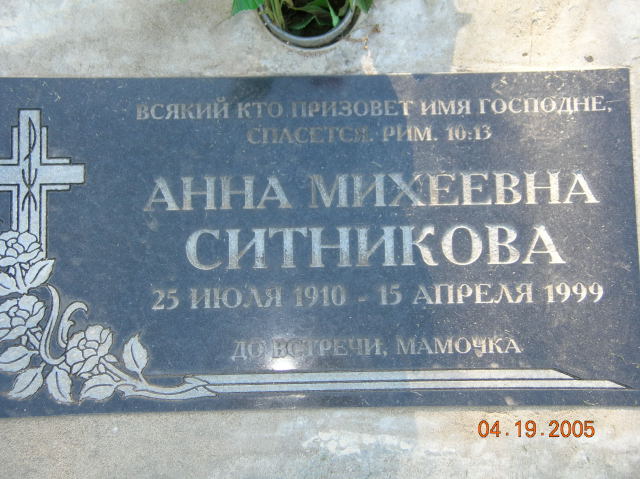 ВСЯКИЙ КТО ПРИЗОВЕТ ИМЯ ГОСПОДНЕ,
СПАСЕТСЯ. РИМ. 10:13
АННА МИХЕЕВНА
СИТНИКОВА
25 ИЮЛЯ 1910 - 15 АПРЕЛЯ 1999
ДО ВСТРЕЧИ, МАМОЧКА
04.19.2005